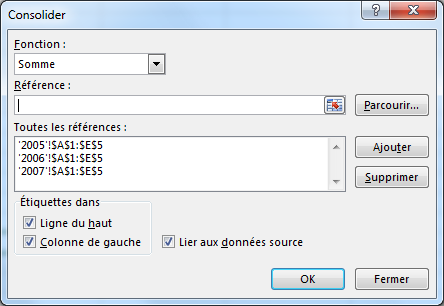 Consolider
Fonction :
Somme
Référence :
Parcourir...
Toutes les références :
'2005'!$A$1:$E$5
'2006'!$A$1:$E$5
'2007'!$A$1:$E$5
Ajouter
Supprimer
Étiquettes dans
Ligne du haut
Colonne de gauche
Lier aux données source
OK
Fermer